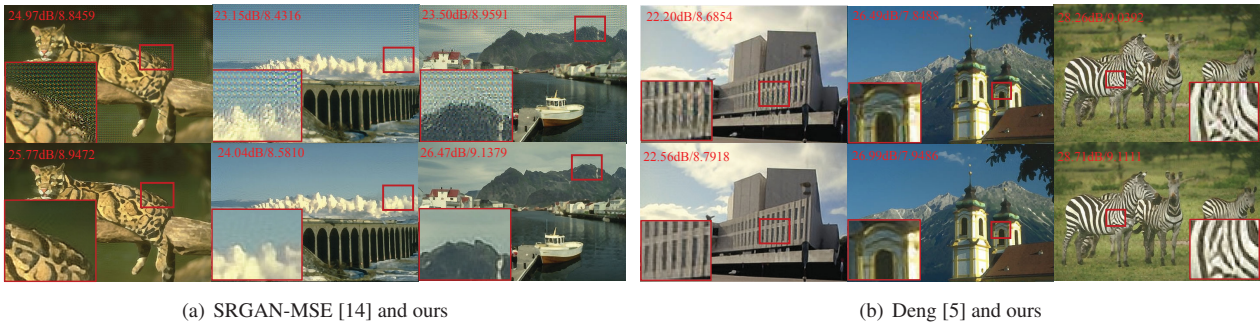 24.97dB/8.8459
23.15dB/8.4316
23.50dB/8.9591
22.20dB/8.6854
25.77dB/8.9472
24.04dB/8.5810
26.47dB/9.1379
22.56dB/8.7918
(a) SRGAN-MSE [14] and ours
(b) Deng [5] and ours